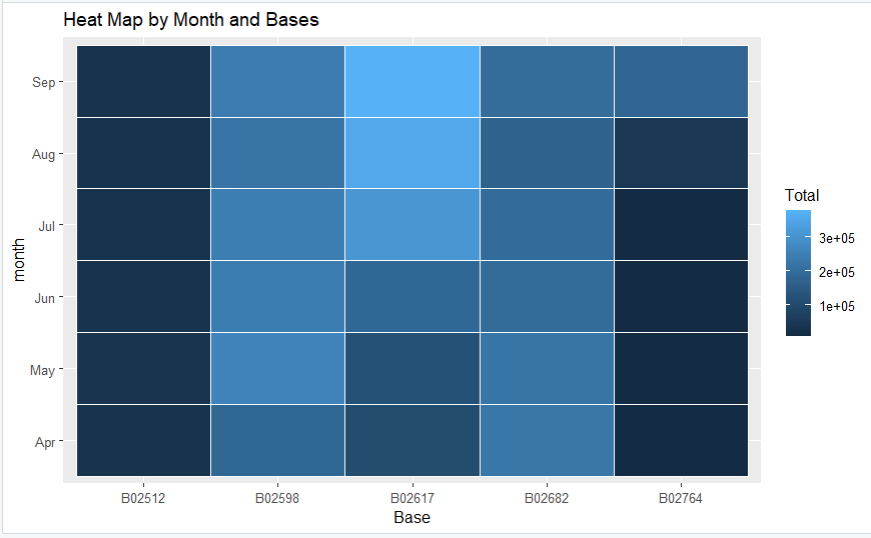 Heat Map by Month and Bases
Sep
Aug
Jul
Jun
May
Apr
month
B02512 B02598 B02617 B02682 B02764
Base
Total
3e+05
2e+05
1e+05